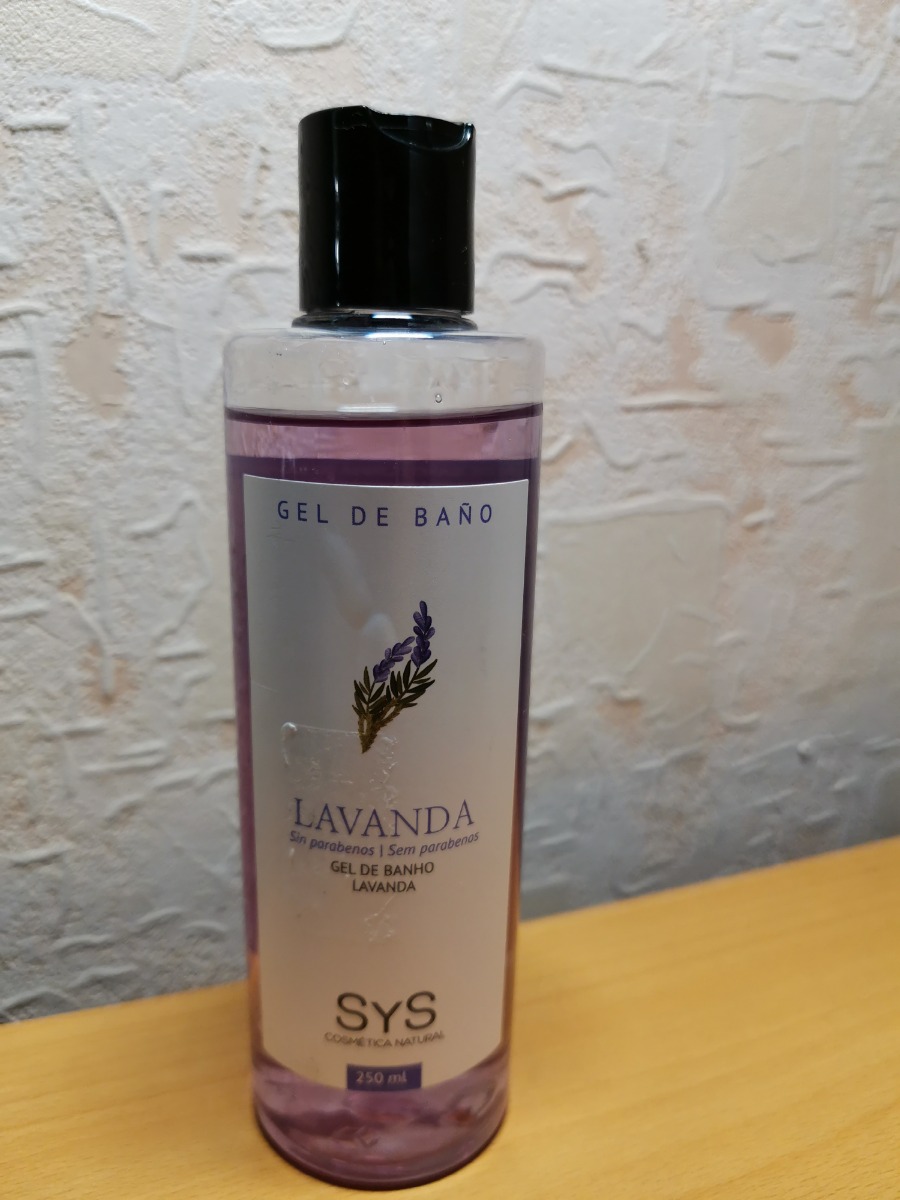 GEL DE BAÑO
LAVANDA
Sin parabenos | Sem parabenos
GEL DE BANHO
LAVANDA
SYS
COSMÉTICA NATURAL
250 ml